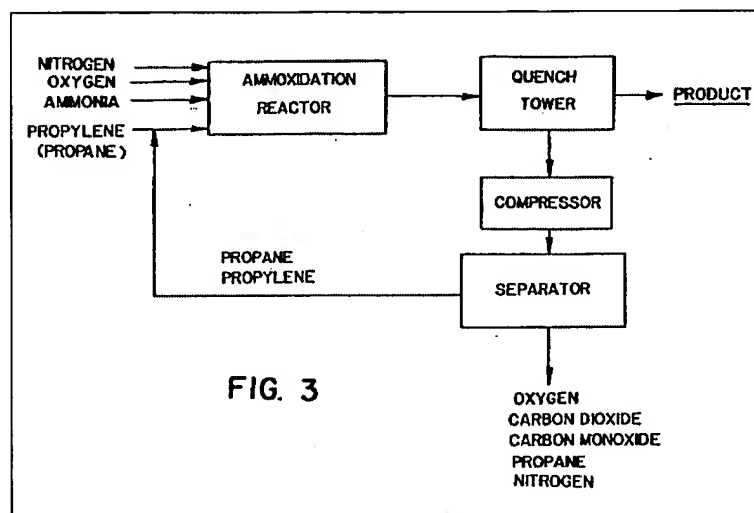 NITROGEN
OXYGEN
AMMONIA
PROPYLENE
(PROPANE)
AMMOXIDATION
REACTOR
QUENCH
TOWER
PRODUCT
COMPRESSOR
PROPANE
PROPYLENE
SEPARATOR
FIG. 3
OXYGEN
CARBON DIOXIDE
CARBON MONOXIDE
PROPANE
NITROGEN